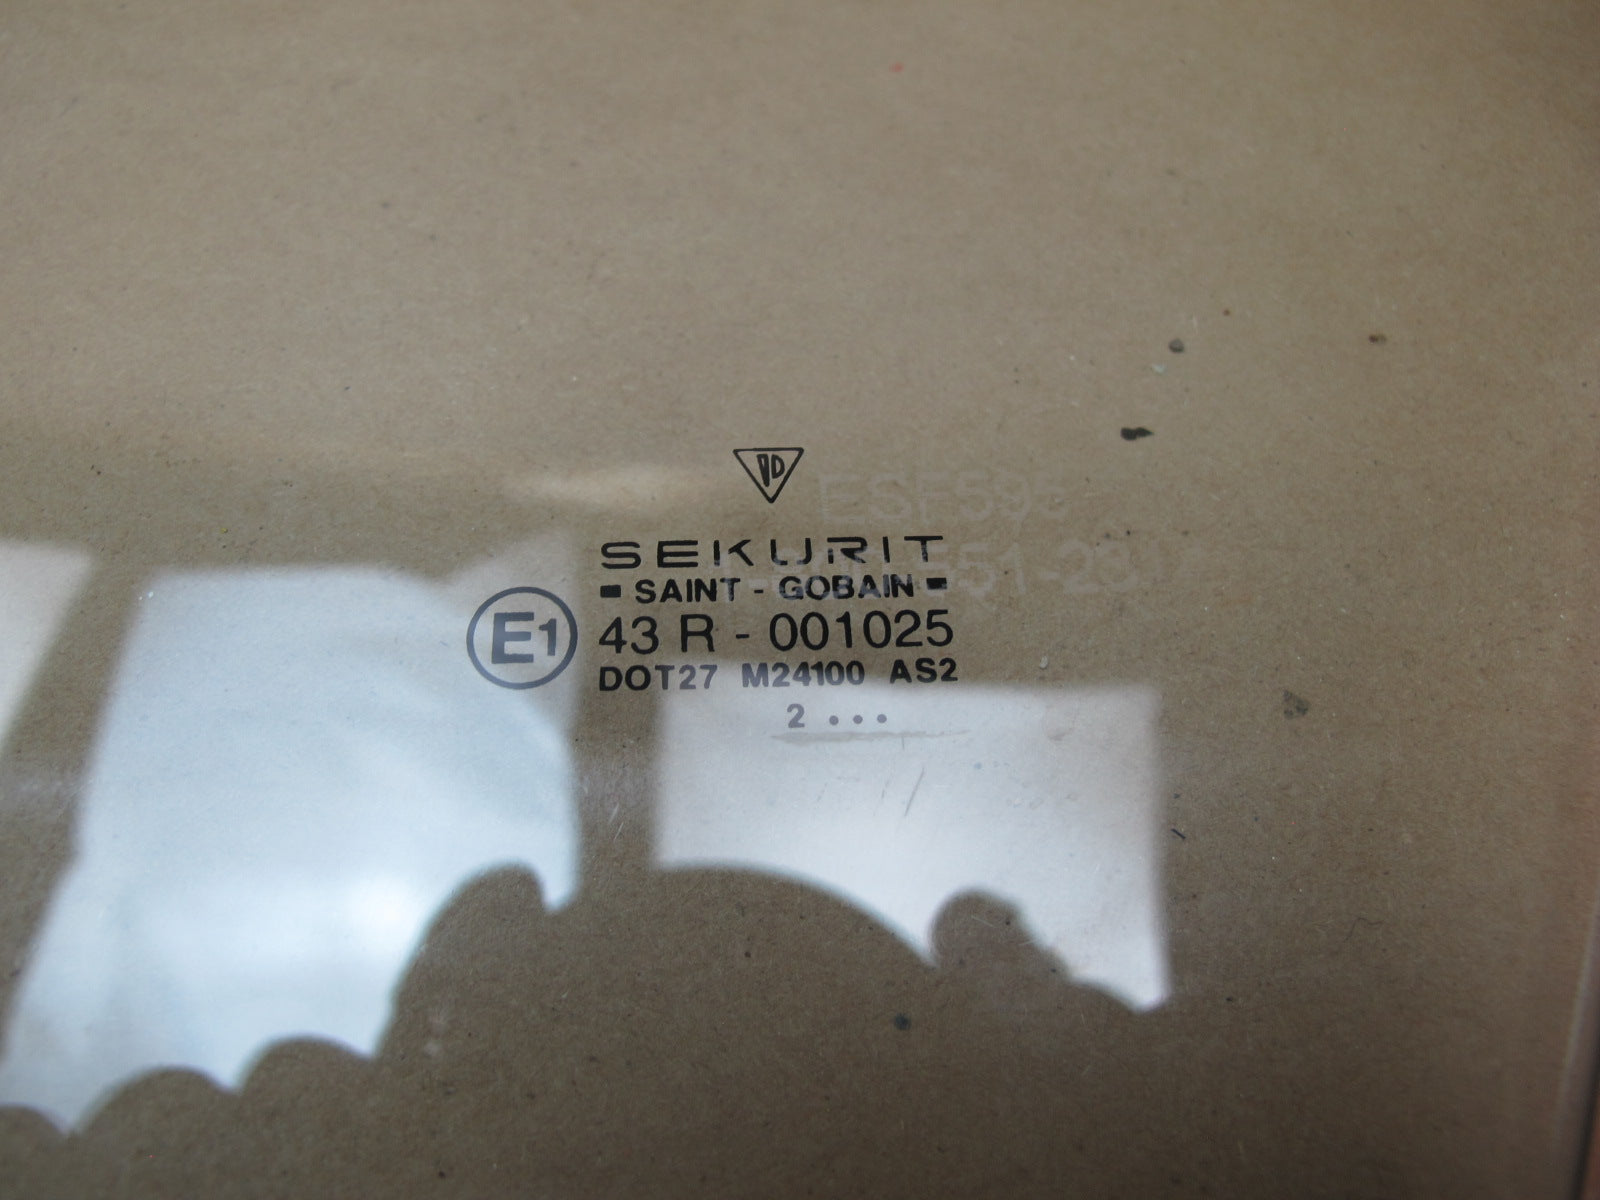 SEKURIT
SAINT - GOBAIN
E1
43 R - 001025
DOT27 M24100 AS2
2 ...